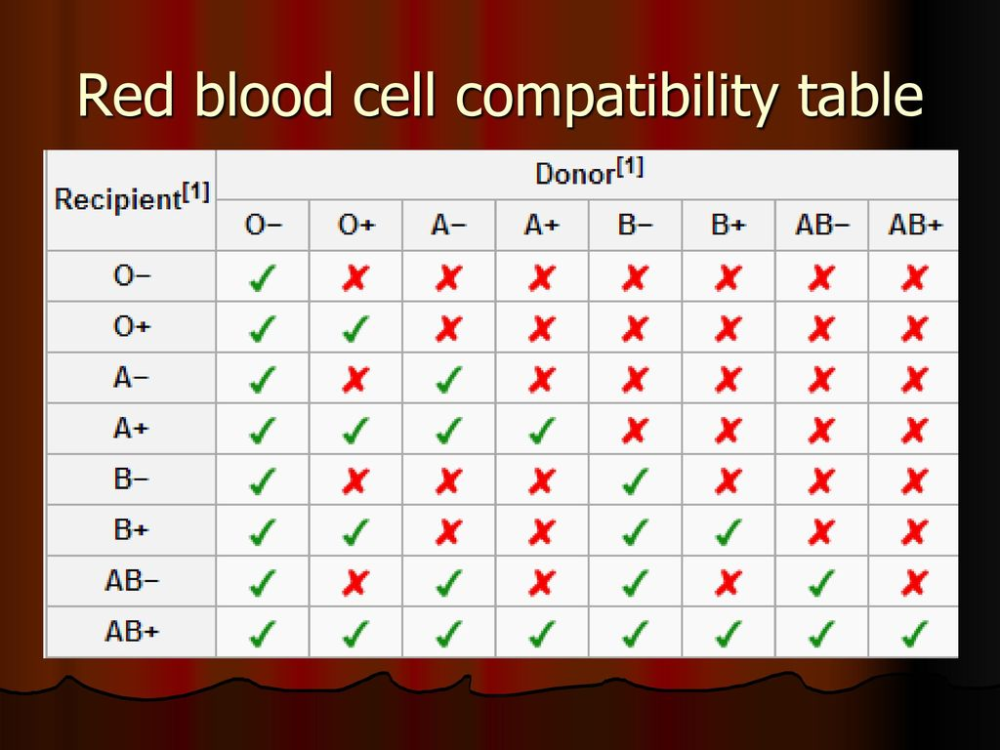 Red blood cell compatibility table
Recipient[1] Donor[1]
O− O+ A− A+ B− B+ AB− AB+
O− ✓ ✗ ✗ ✗ ✗ ✗ ✗ ✗
O+ ✓ ✓ ✗ ✗ ✗ ✗ ✗ ✗
A− ✓ ✗ ✓ ✗ ✗ ✗ ✗ ✗
A+ ✓ ✓ ✓ ✓ ✗ ✗ ✗ ✗
B− ✓ ✗ ✗ ✗ ✓ ✗ ✗ ✗
B+ ✓ ✓ ✗ ✗ ✓ ✓ ✗ ✗
AB− ✓ ✗ ✓ ✗ ✓ ✗ ✓ ✗
AB+ ✓ ✓ ✓ ✓ ✓ ✓ ✓ ✓